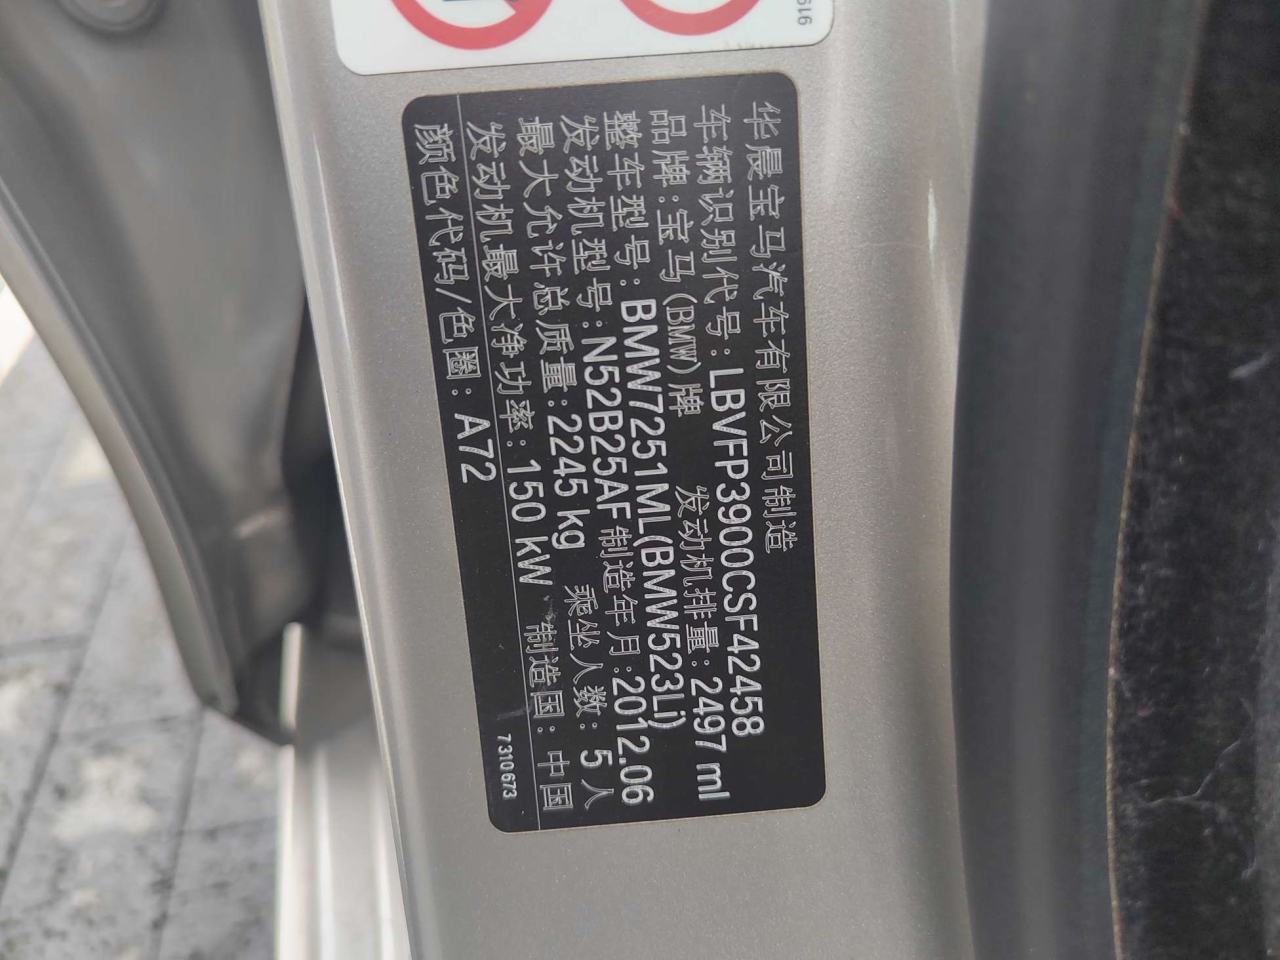 华晨宝马汽车有限公司制造
车辆识别代号:LBVFP3900CSF42458
品牌:宝马(BMW)牌 发动机排量:2497 ml
整车型号:BMW7251ML(BMW523Li)
发动机型号:N52B25AF 制造年月:2012.06
最大允许总质量:2245 kg 乘坐人数:5人
发动机最大净功率:150 kW 制造国:中国
颜色代码/色圈:A72
7310673